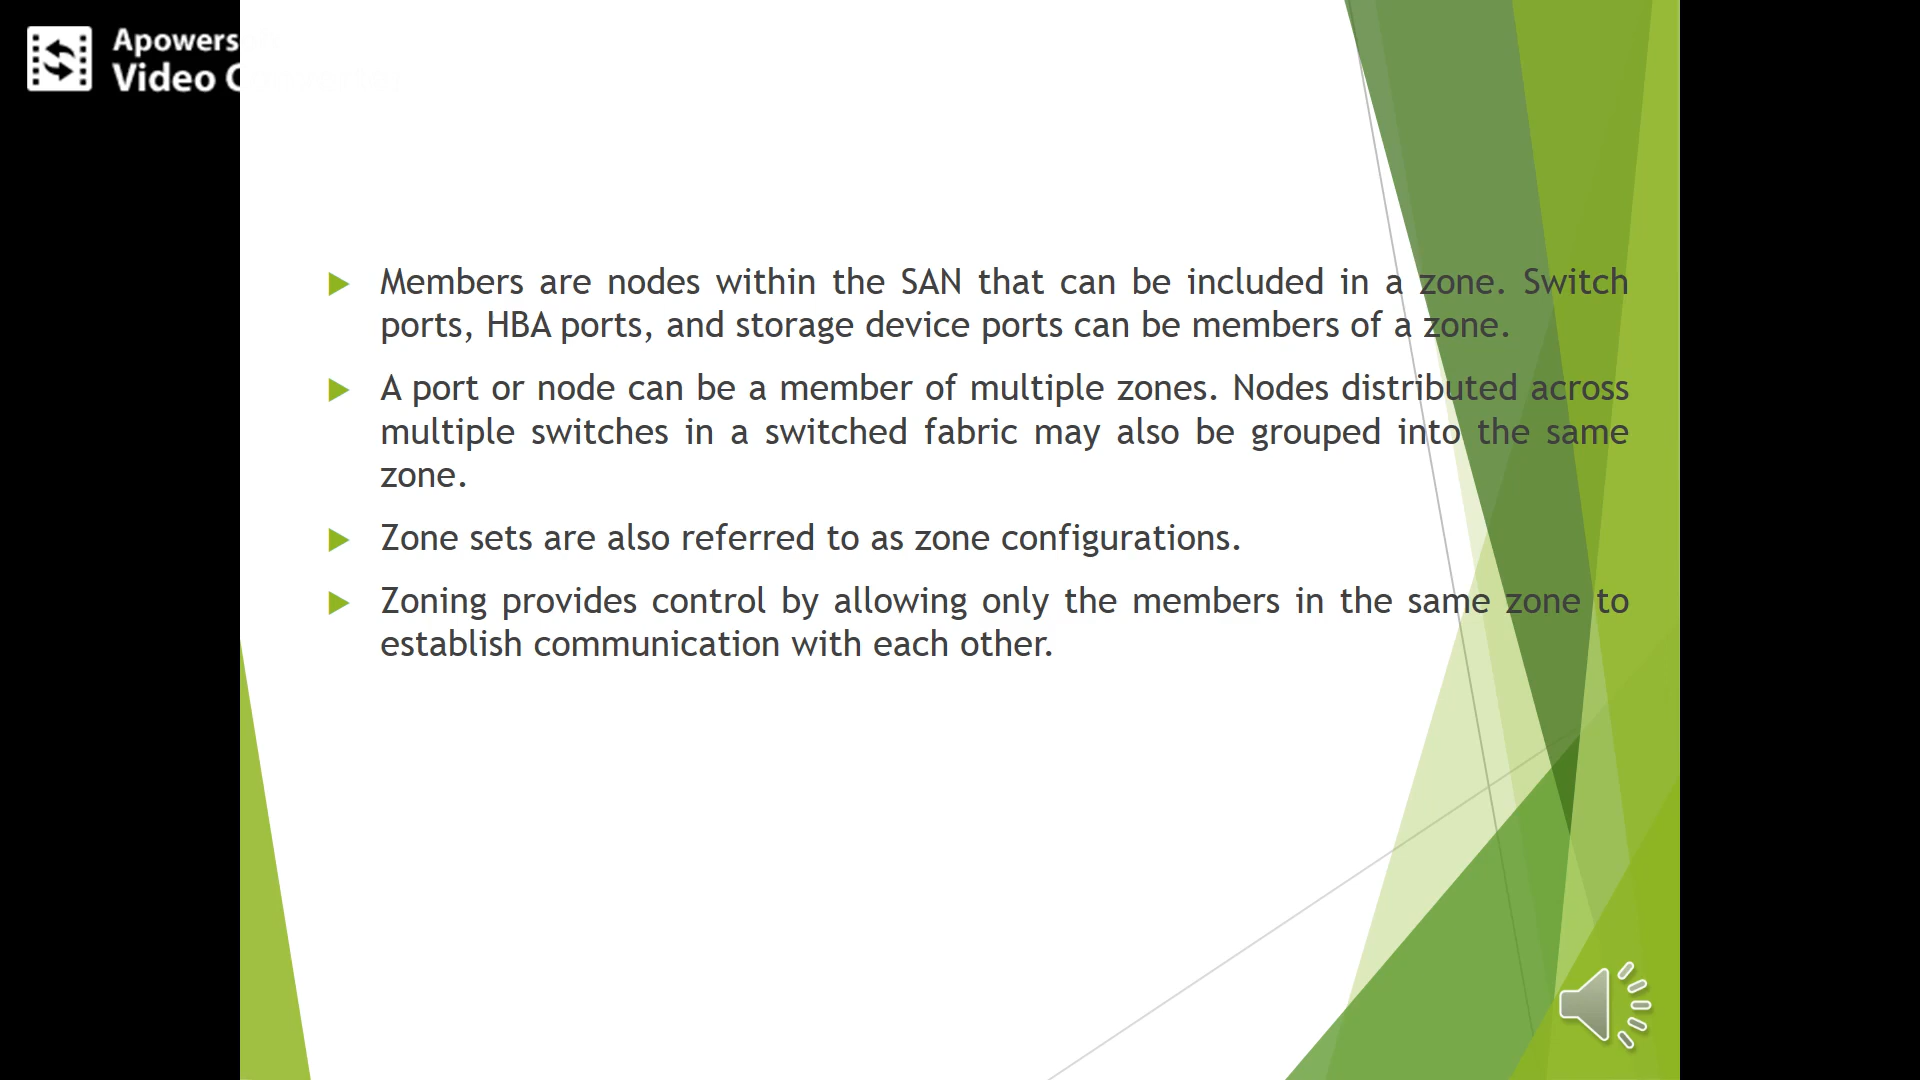 Apowers
Video C
Members are nodes within the SAN that can be included in a zone. Switch
ports, HBA ports, and storage device ports can be members of a zone.
A port or node can be a member of multiple zones. Nodes distributed across
multiple switches in a switched fabric may also be grouped into the same
zone.
Zone sets are also referred to as zone configurations.
Zoning provides control by allowing only the members in the same zone to
establish communication with each other.